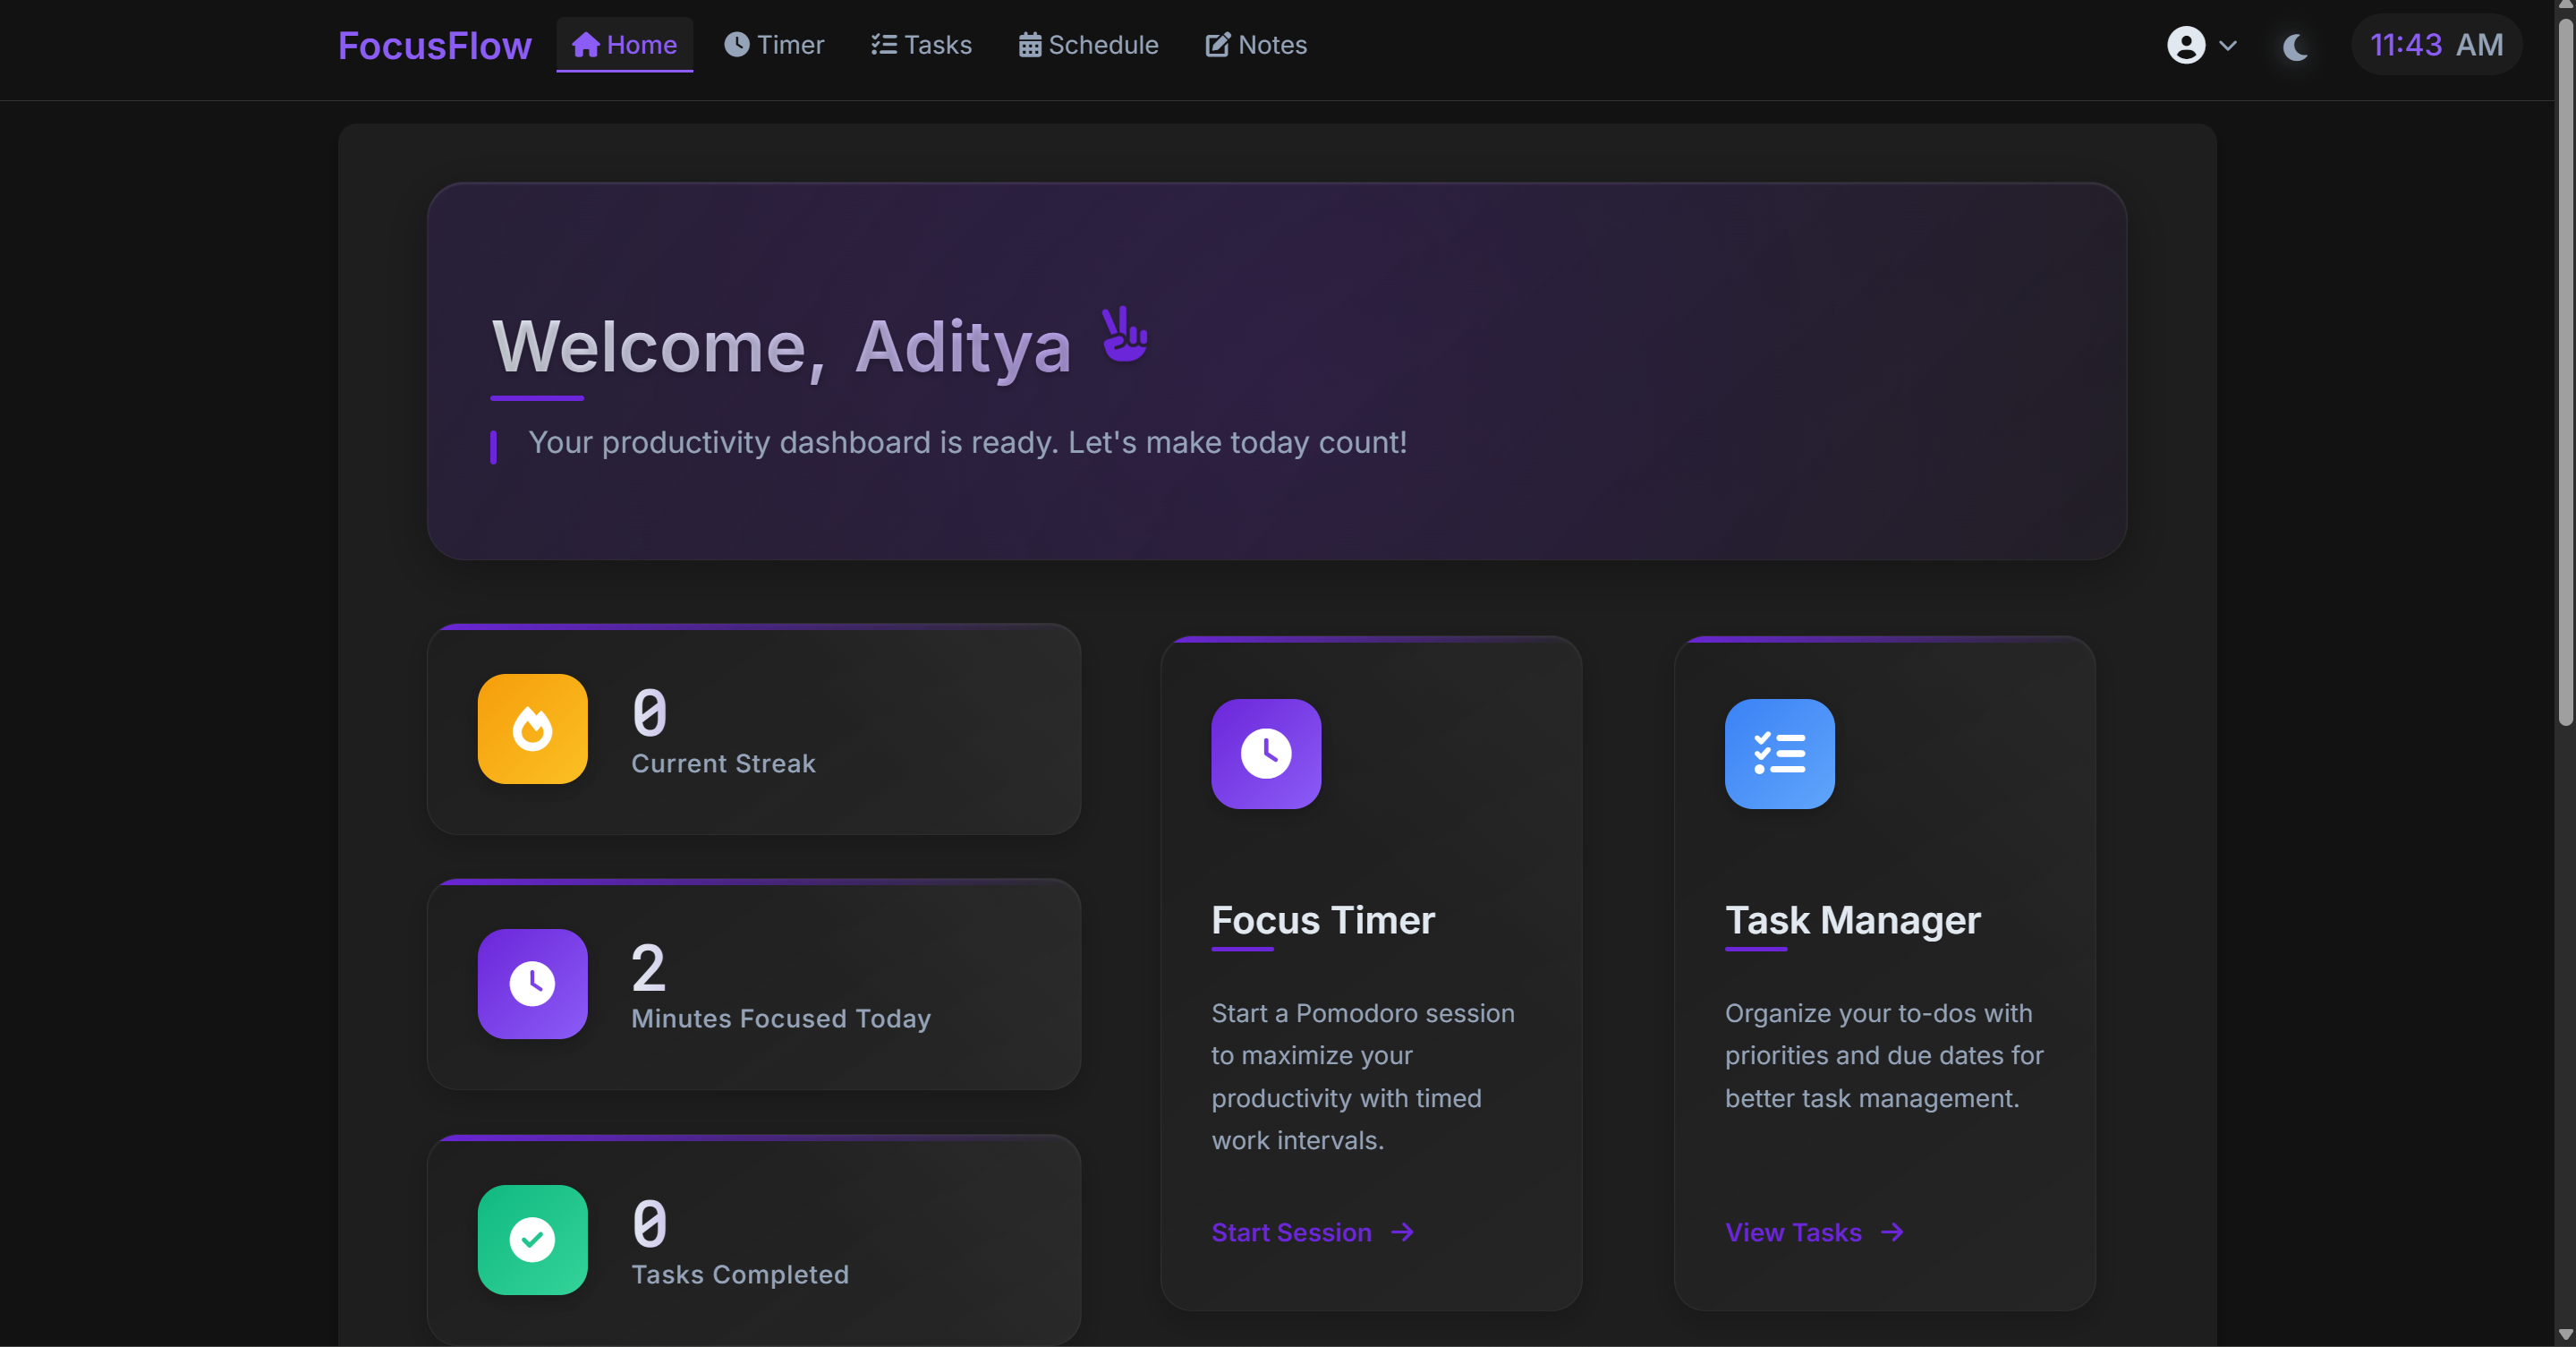 FocusFlow
Home
Timer
Tasks
Schedule
Notes
11:43 AM
Welcome, Aditya
Your productivity dashboard is ready. Let's make today count!
0
Current Streak
2
Minutes Focused Today
0
Tasks Completed
Focus Timer
Start a Pomodoro session
to maximize your
productivity with timed
work intervals.
Start Session
Task Manager
Organize your to-dos with
priorities and due dates for
better task management.
View Tasks